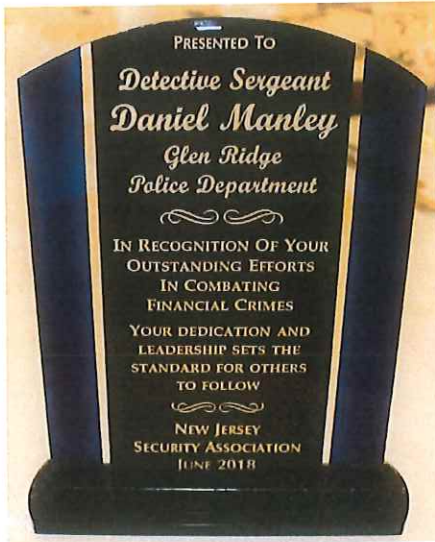 PRESENTED TO
Detective Sergeant
Daniel Manley
Glen Ridge
Police Department
IN RECOGNITION OF YOUR
OUTSTANDING EFFORTS
IN COMBATING
FINANCIAL CRIMES
YOUR DEDICATION AND
LEADERSHIP SETS THE
STANDARD FOR OTHERS
TO FOLLOW
NEW JERSEY
SECURITY ASSOCIATION
JUNE 2018